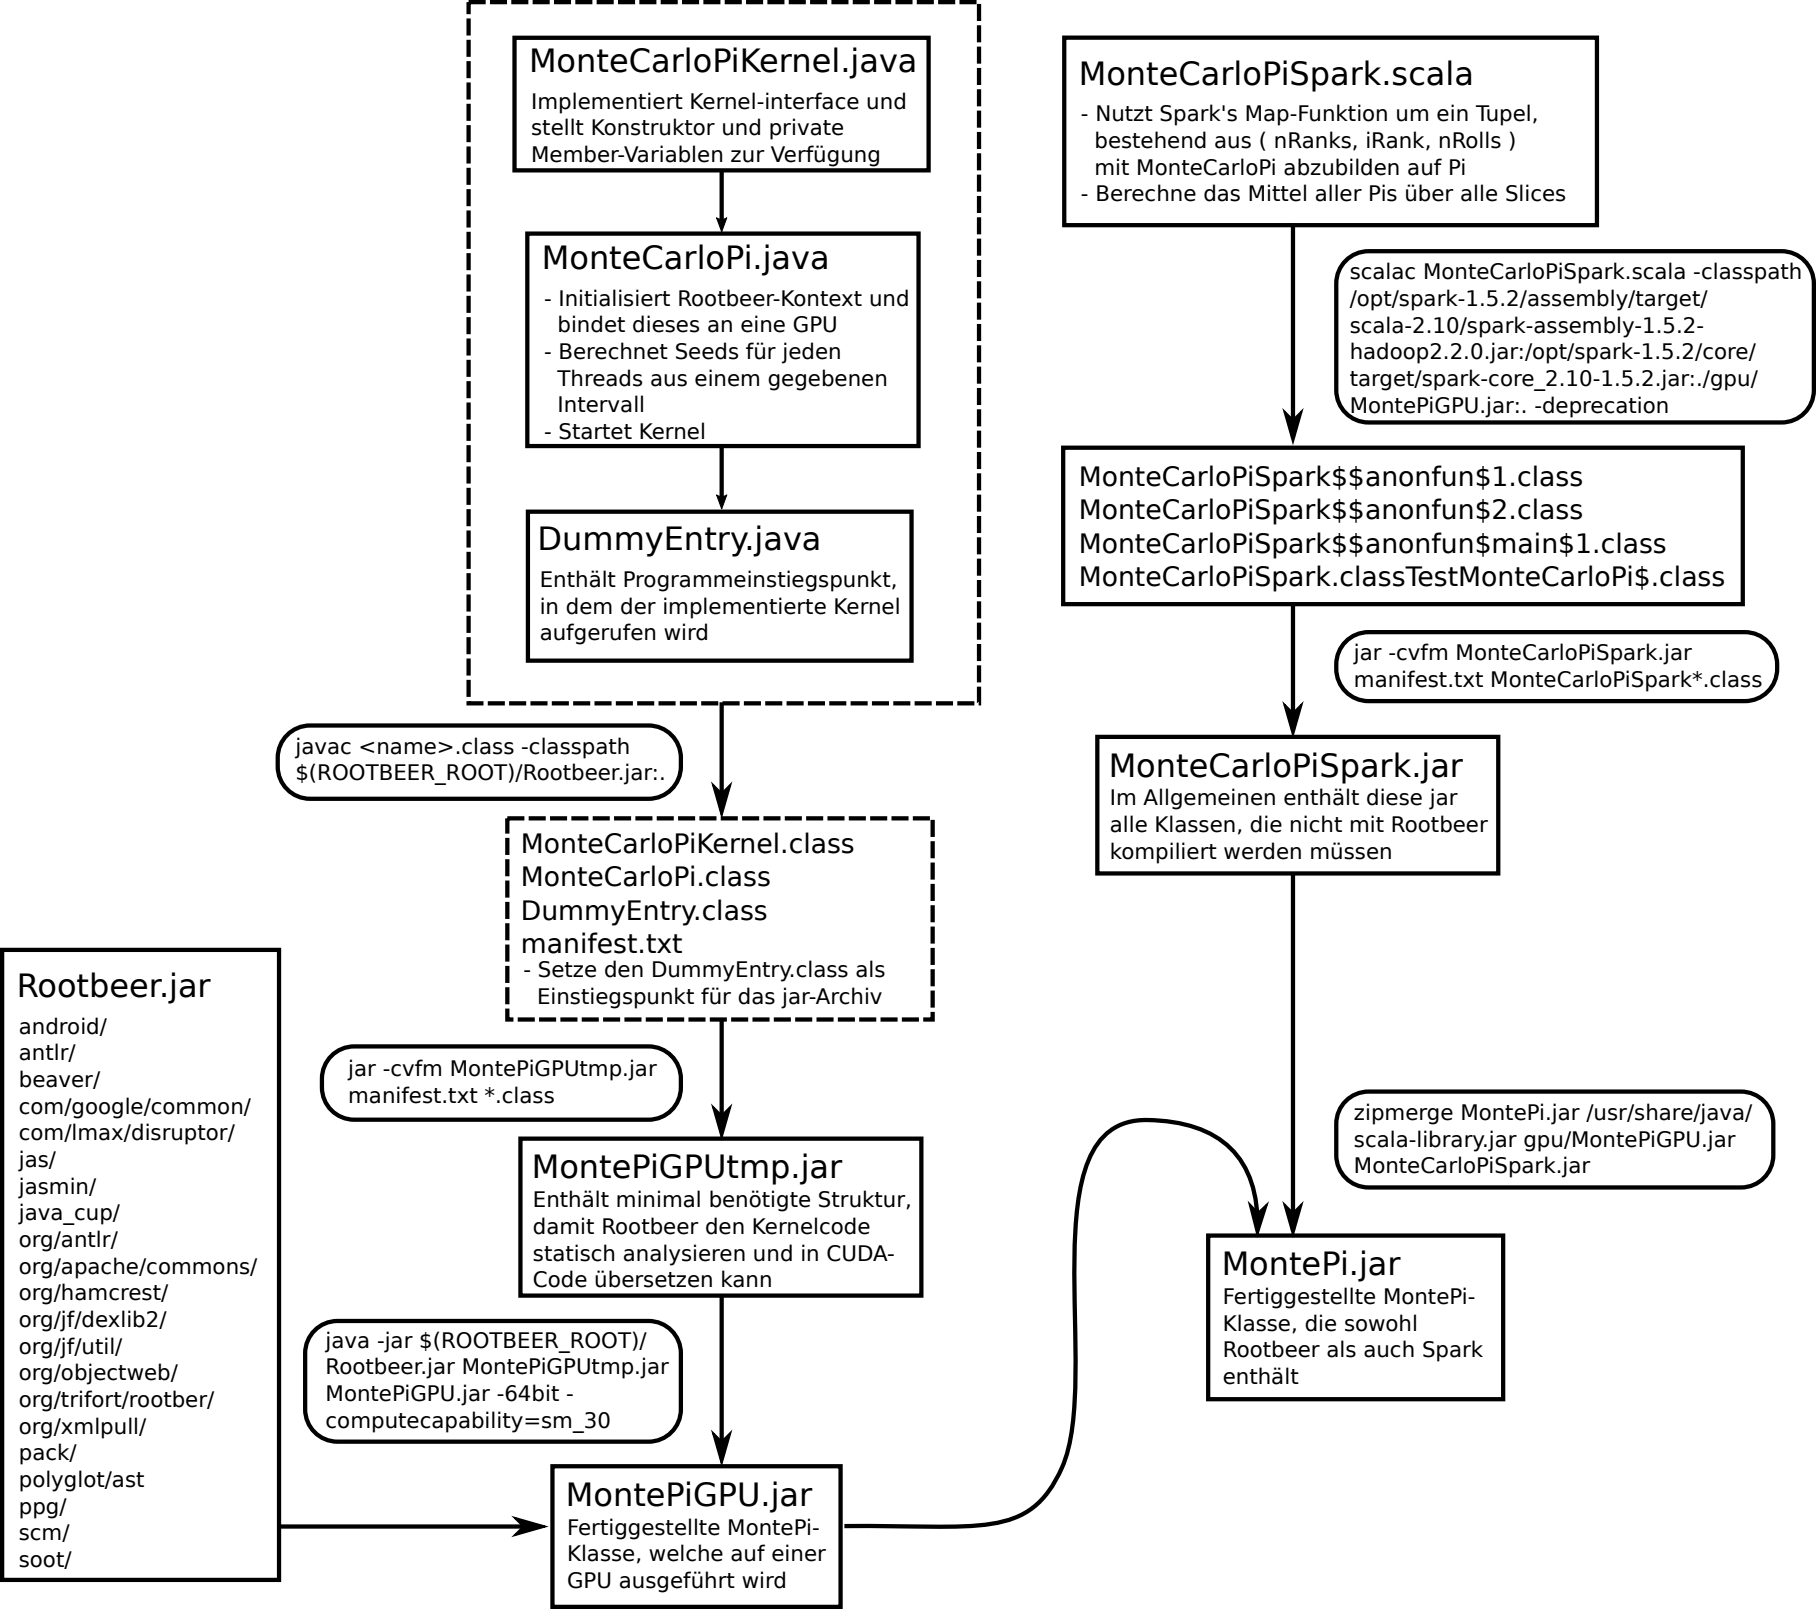 MonteCarloPiKernel.java
Implementiert Kernel-interface und
stellt Konstruktor und private
Member-Variablen zur Verfügung
MonteCarloPi.java
- Initialisiert Rootbeer-Kontext und
bindet dieses an eine GPU
- Berechnet Seeds für jeden
Threads aus einem gegebenen
Intervall
- Startet Kernel
DummyEntry.java
Enthält Programmeinstiegspunkt,
in dem der implementierte Kernel
aufgerufen wird
javac <name>.class -classpath
$(ROOTBEER_ROOT)/Rootbeer.jar:.
MonteCarloPiKernel.class
MonteCarloPi.class
DummyEntry.class
manifest.txt
- Setze den DummyEntry.class als
Einstiegspunkt für das jar-Archiv
jar -cvfm MontePiGPUtmp.jar
manifest.txt *.class
MontePiGPUtmp.jar
Enthält minimal benötigte Struktur,
damit Rootbeer den Kernelcode
statisch analysieren und in CUDA-
Code übersetzen kann
java -jar $(ROOTBEER_ROOT)/
Rootbeer.jar MontePiGPUtmp.jar
MontePiGPU.jar -64bit -
computecapability=sm_30
Rootbeer.jar
android/
antlr/
beaver/
com/google/common/
com/lmax/disruptor/
jas/
jasmin/
java_cup/
org/antlr/
org/apache/commons/
org/hamcrest/
org/jf/dexlib2/
org/jf/util/
org/objectweb/
org/trifort/rootber/
org/xmlpull/
pack/
polyglot/ast
ppg/
scm/
soot/
MontePiGPU.jar
Fertiggestellte MontePi-
Klasse, welche auf einer
GPU ausgeführt wird
MonteCarloPiSpark.scala
- Nutzt Spark's Map-Funktion um ein Tupel,
bestehend aus ( nRanks, iRank, nRolls )
mit MonteCarloPi abzubilden auf Pi
- Berechne das Mittel aller Pis über alle Slices
scalac MonteCarloPiSpark.scala -classpath
/opt/spark-1.5.2/assembly/target/
scala-2.10/spark-assembly-1.5.2-
hadoop2.2.0.jar:/opt/spark-1.5.2/core/
target/spark-core_2.10-1.5.2.jar:./gpu/
MontePiGPU.jar:. -deprecation
MonteCarloPiSpark$$anonfun$1.class
MonteCarloPiSpark$$anonfun$2.class
MonteCarloPiSpark$$anonfun$main$1.class
MonteCarloPiSpark.classTestMonteCarloPi$.class
jar -cvfm MonteCarloPiSpark.jar
manifest.txt MonteCarloPiSpark*.class
MonteCarloPiSpark.jar
Im Allgemeinen enthält diese jar
alle Klassen, die nicht mit Rootbeer
kompiliert werden müssen
zipmerge MontePi.jar /usr/share/java/
scala-library.jar gpu/MontePiGPU.jar
MonteCarloPiSpark.jar
MontePi.jar
Fertiggestellte MontePi-
Klasse, die sowohl
Rootbeer als auch Spark
enthält